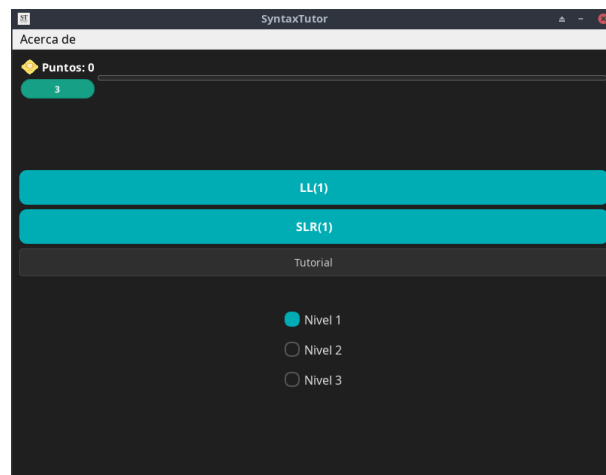 ST
SyntaxTutor
Acerca de
Puntos: 0
3
LL(1)
SLR(1)
Tutorial
Nivel 1
Nivel 2
Nivel 3